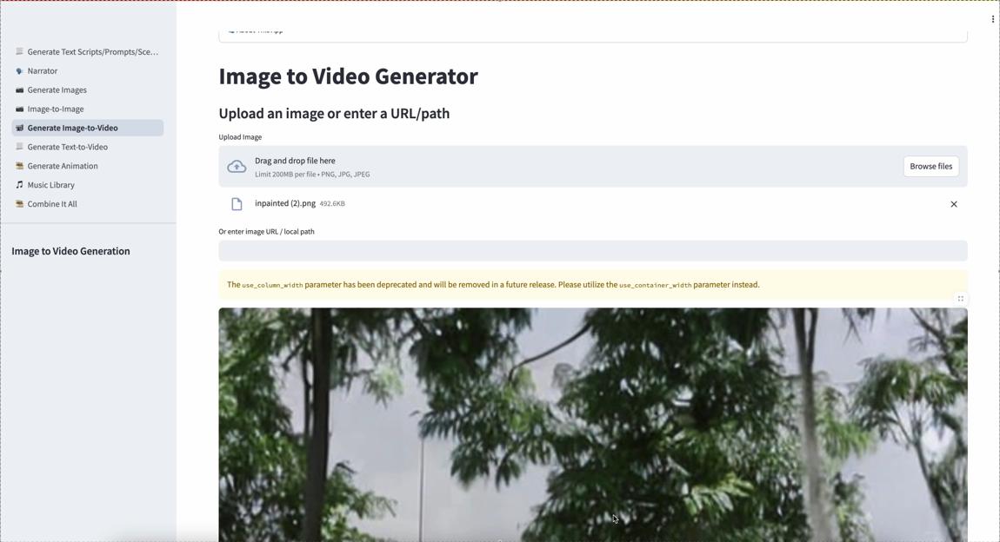 About This App
Generate Text Scripts/Prompts/Sce...
Narrator
Generate Images
Image-to-Image
Generate Image-to-Video
Generate Text-to-Video
Generate Animation
Music Library
Combine It All
Image to Video Generation
Image to Video Generator
Upload an image or enter a URL/path
Upload Image
Drag and drop file here
Limit 200MB per file • PNG, JPG, JPEG
Browse files
inpainted (2).png 492.6KB
Or enter image URL / local path
The use_column_width parameter has been deprecated and will be removed in a future release. Please utilize the use_container_width parameter instead.